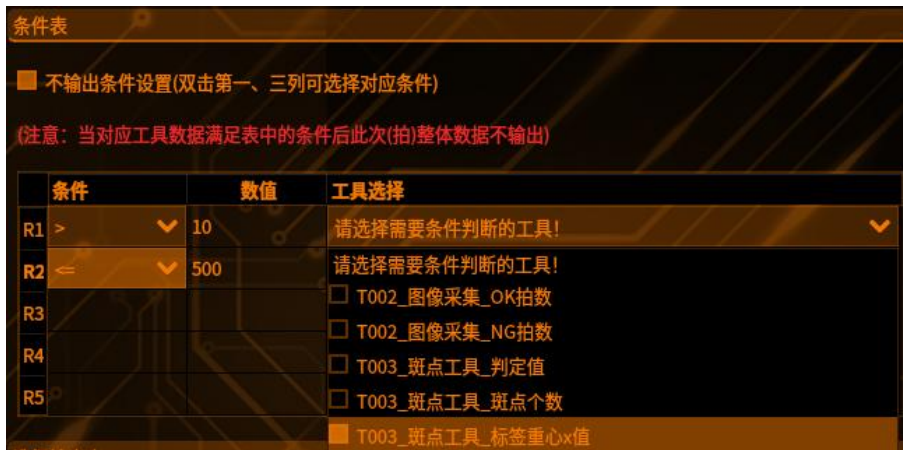 条件表
不输出条件设置(双击第一、三列可选择对应条件)
(注意：当对应工具数据满足表中的条件后此次(拍)整体数据不输出)
条件 数值 工具选择
R1 > 10 请选择需要条件判断的工具!
R2 <= 500 请选择需要条件判断的工具!
T002_图像采集_OK拍数
R3
T002_图像采集_NG拍数
R4 T003_斑点工具_判定值
R5 T003_斑点工具_斑点个数
T003_斑点工具_标签重心x值